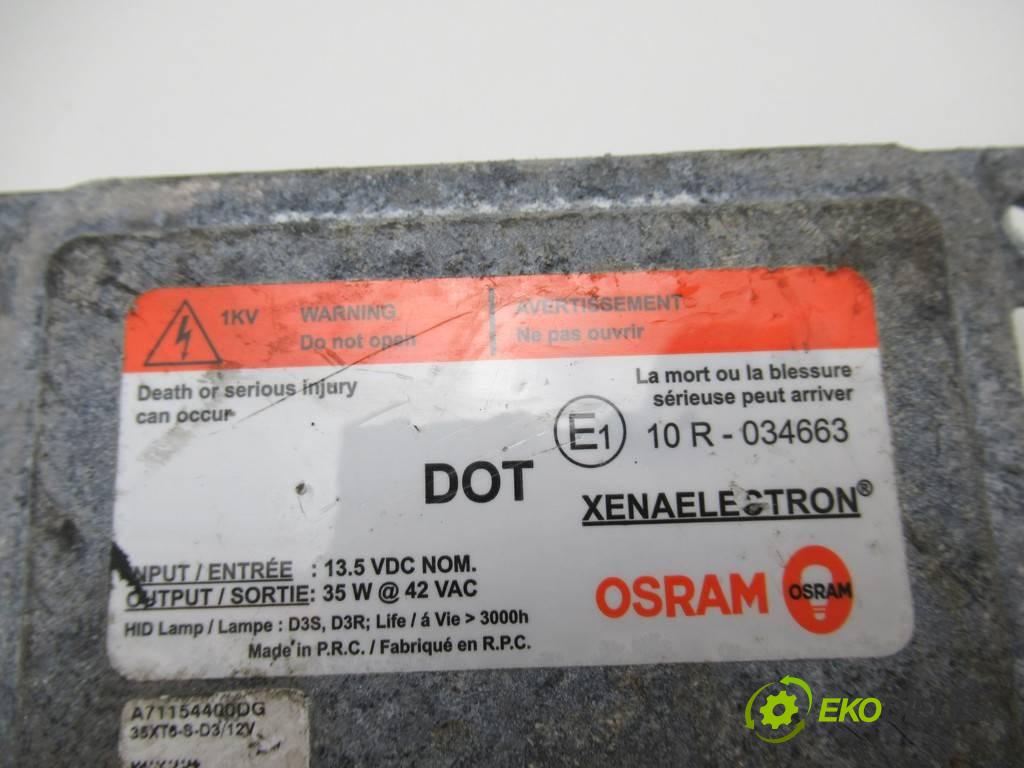 1KV WARNING AVERTISSEMENT
Do not open Ne pas ouvrir
Death or serious injury
can occur
La mort ou la blessure
sérieuse peut arriver
E1 10 R - 034663
DOT
XENAELECTRON®
INPUT / ENTRÉE : 13.5 VDC NOM.
OUTPUT / SORTIE: 35 W @ 42 VAC
HID Lamp / Lampe : D3S, D3R; Life / á Vie > 3000h
Made in P.R.C. / Fabriqué en R.P.C.
OSRAM OSRAM
A71154400DG
35XT6-S-D3/12V
EKO